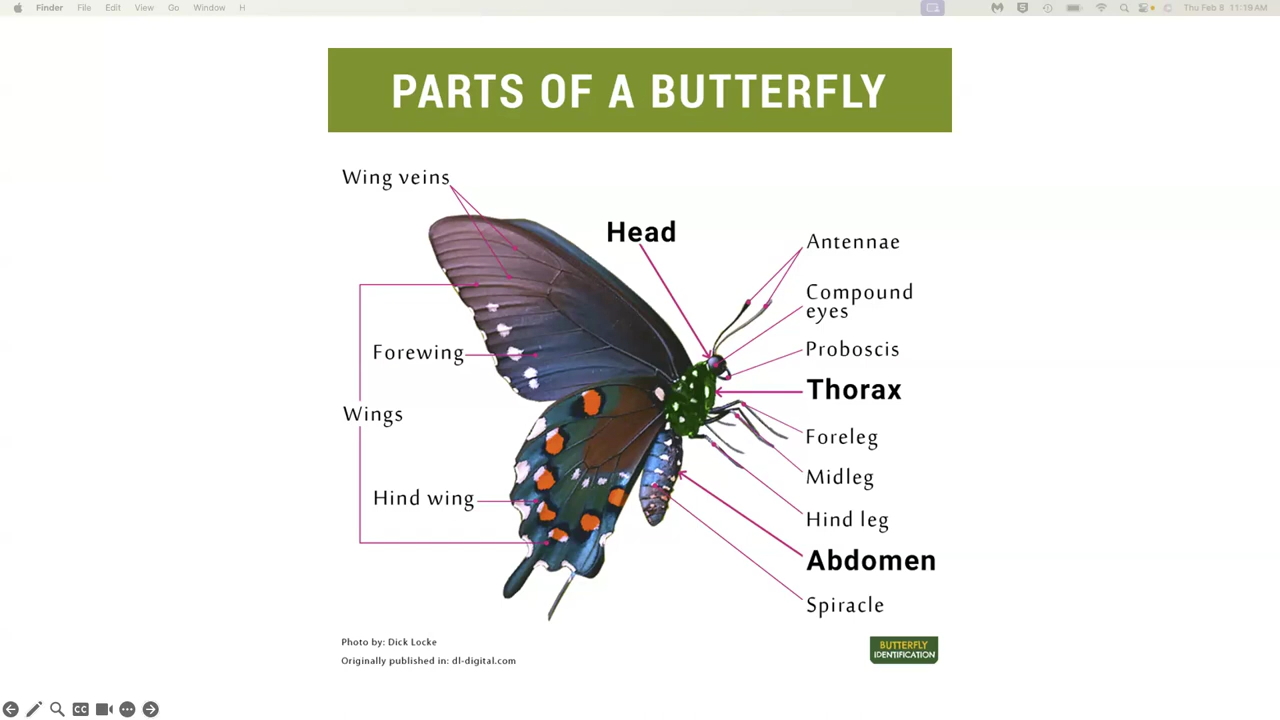 Finder File Edit View Go Window H
Thu Feb 8 11:19 AM
PARTS OF A BUTTERFLY
Wing veins
Head
Antennae
Compound
eyes
Forewing
Proboscis
Thorax
Wings
Foreleg
Midleg
Hind wing
Hind leg
Abdomen
Spiracle
Photo by: Dick Locke
Originally published in: dl-digital.com
BUTTERFLY
IDENTIFICATION
CC